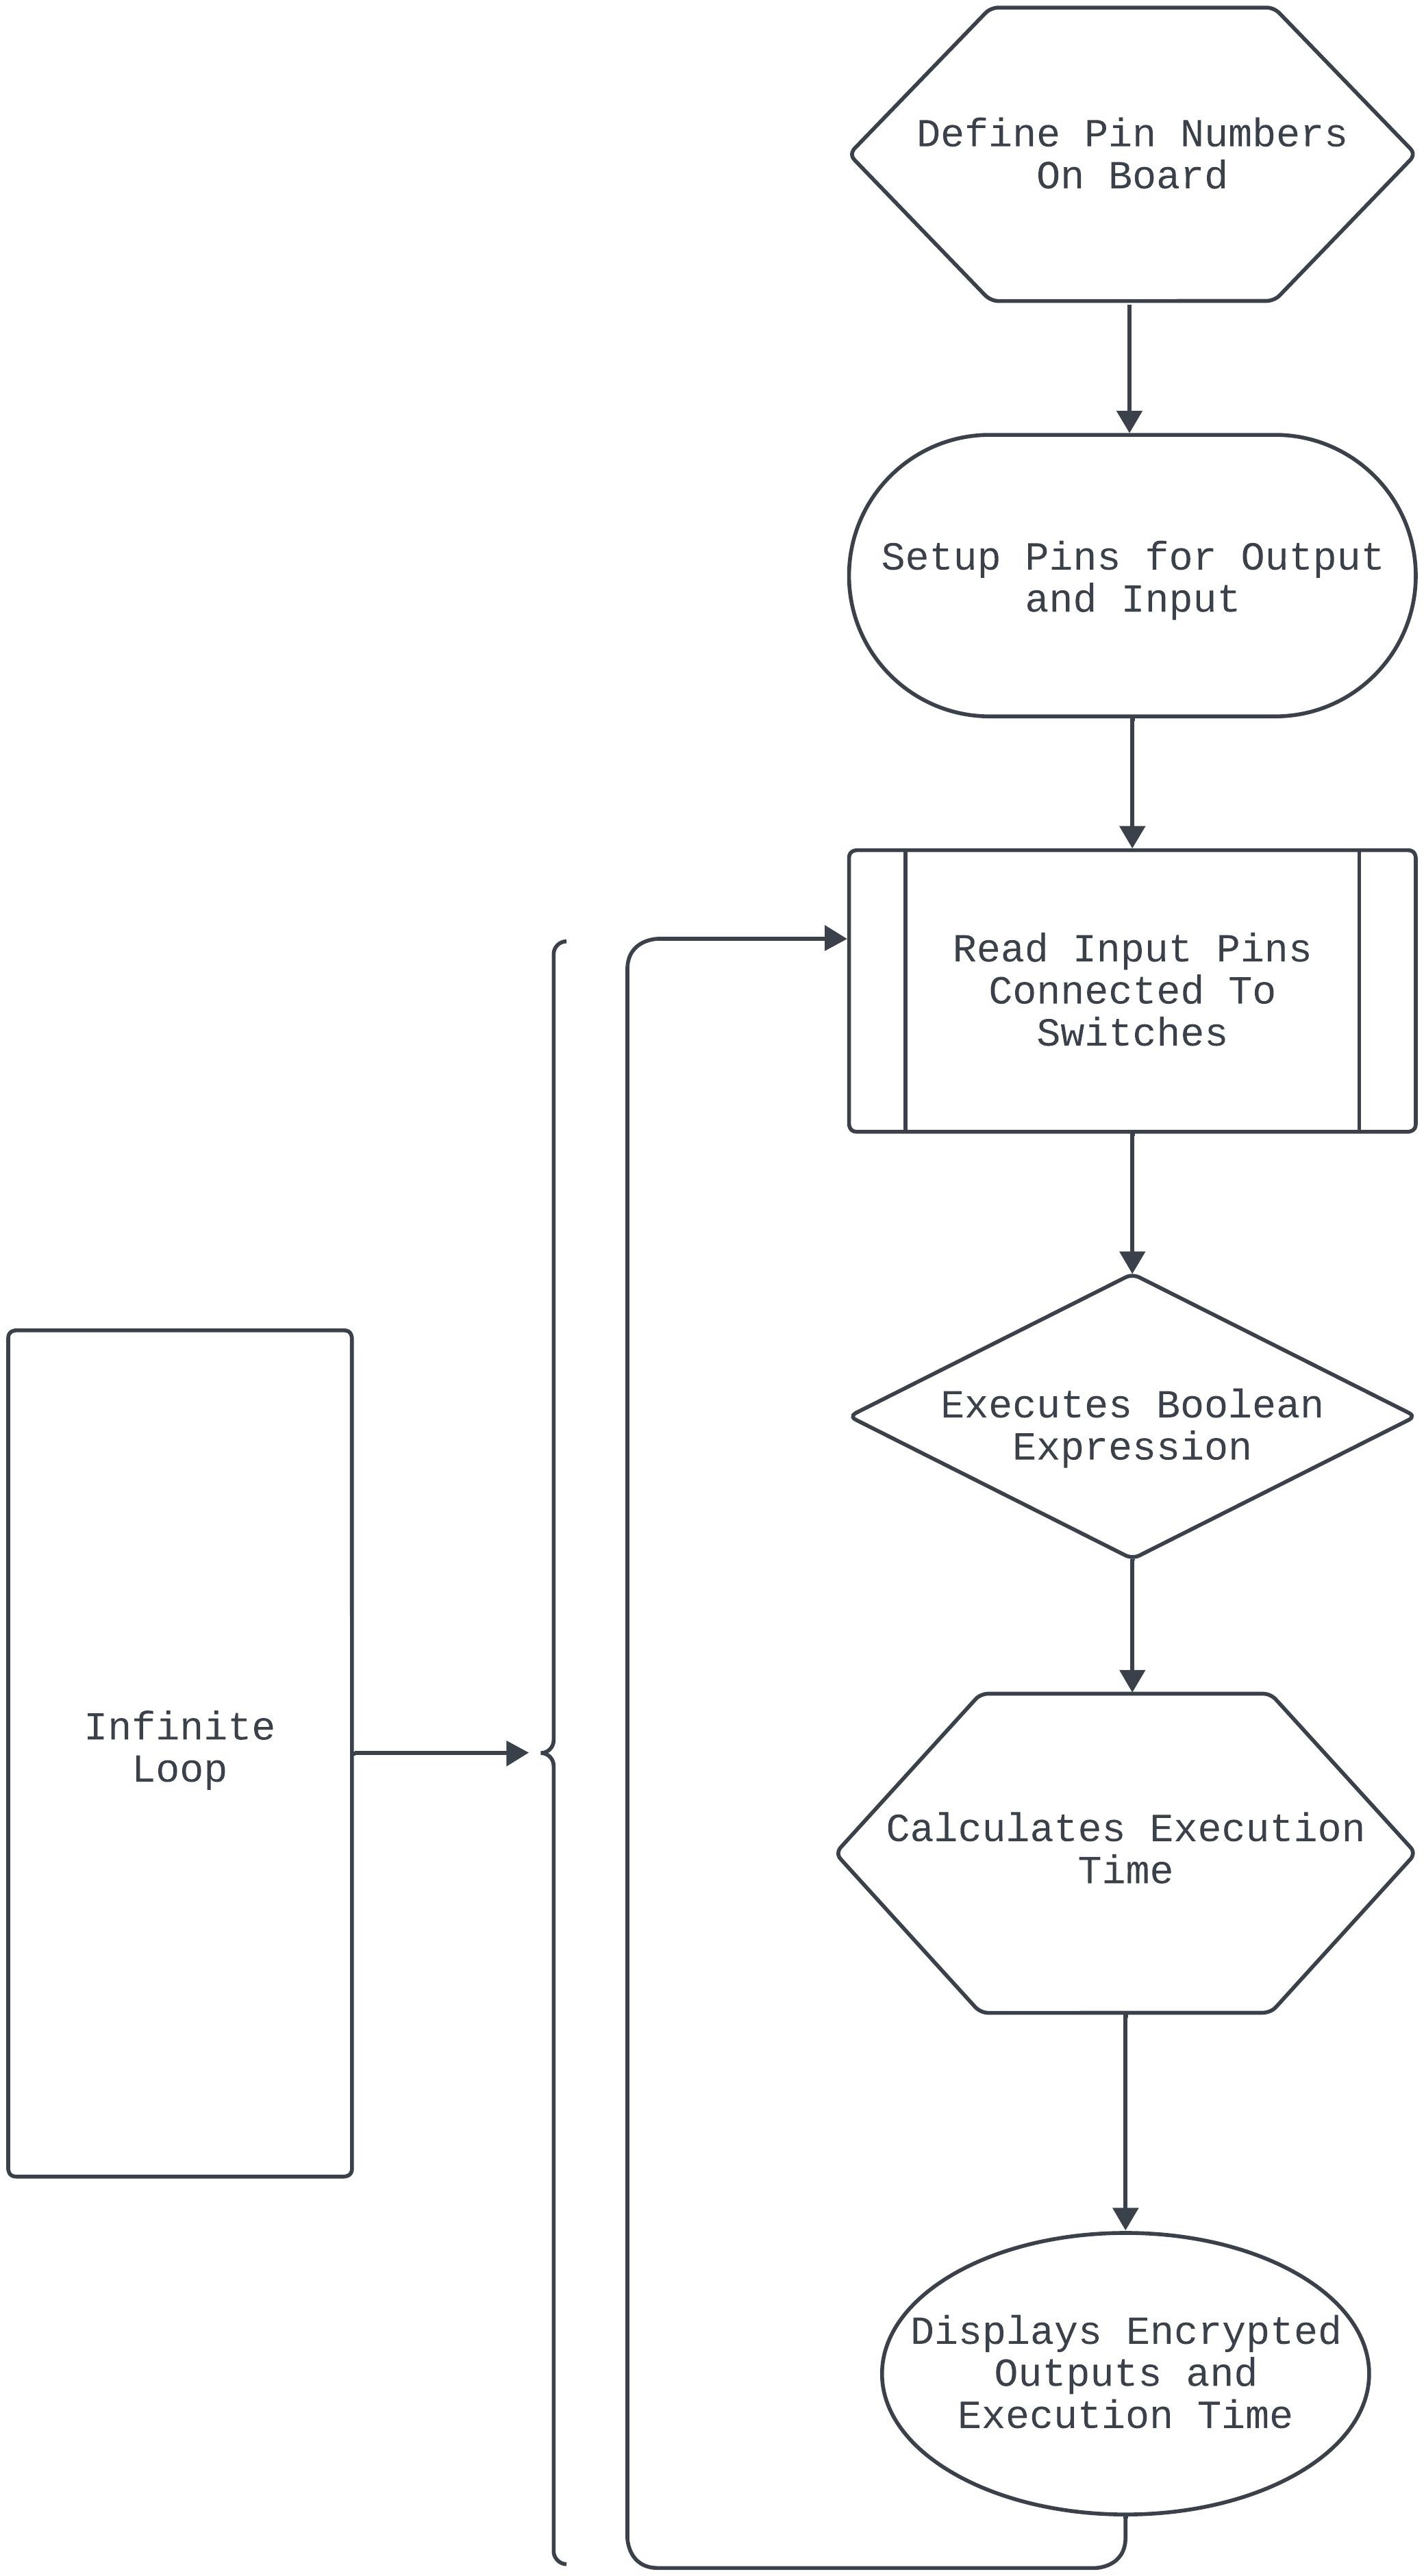 Define Pin Numbers
On Board
Setup Pins for Output
and Input
Read Input Pins
Connected To
Switches
Executes Boolean
Expression
Infinite
Loop
Calculates Execution
Time
Displays Encrypted
Outputs and
Execution Time